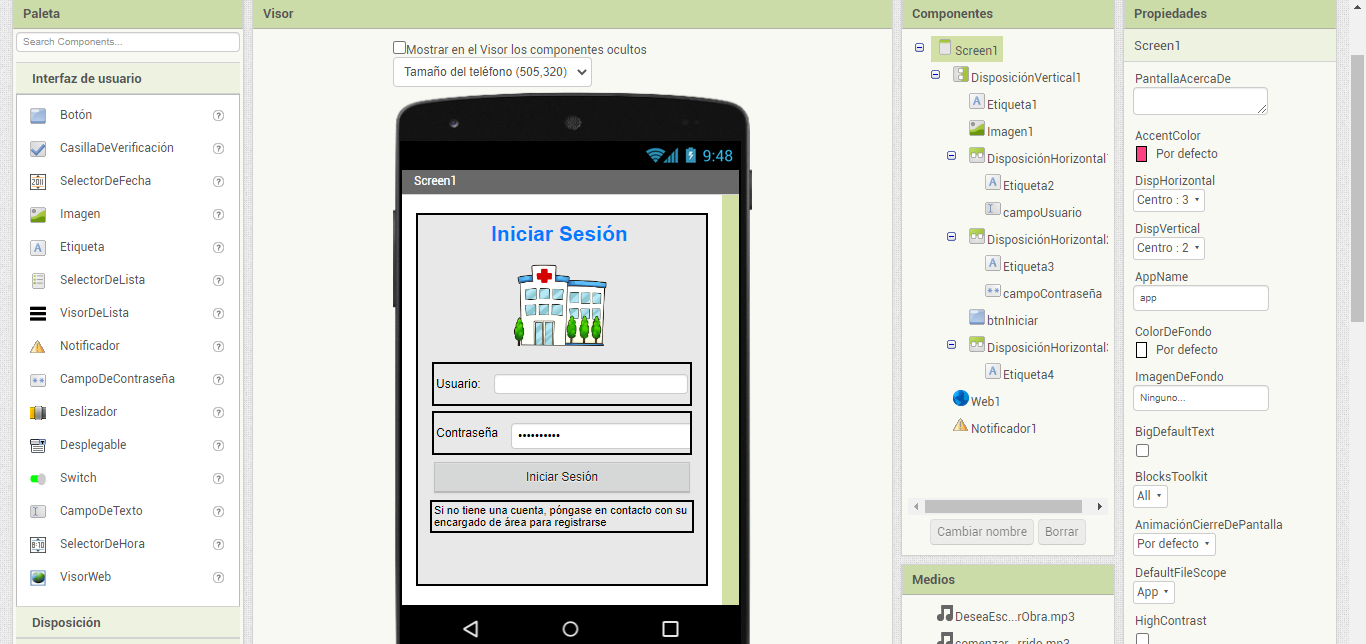 Paleta
Search Components...
Interfaz de usuario
Botón
CasillaDeVerificación
SelectorDeFecha
Imagen
Etiqueta
SelectorDeLista
VisorDeLista
Notificador
CampoDeContraseña
Deslizador
Desplegable
Switch
CampoDeTexto
SelectorDeHora
VisorWeb
Disposición
Visor
Mostrar en el Visor los componentes ocultos
Tamaño del teléfono (505,320)
9:48
Screen1
Iniciar Sesión
Usuario:
Contraseña
Iniciar Sesión
Si no tiene una cuenta, póngase en contacto con su
encargado de área para registrarse
Componentes
Screen1
DisposiciónVertical1
Etiqueta1
Imagen1
DisposiciónHorizontal1
Etiqueta2
campoUsuario
DisposiciónHorizontal2
Etiqueta3
campoContraseña
btnIniciar
DisposiciónHorizontal3
Etiqueta4
Web1
Notificador1
Cambiar nombre Borrar
Medios
DeseaEsc...rObra.mp3
comenzar...rrido.mp3
Propiedades
Screen1
PantallaAcercaDe
AccentColor
Por defecto
DispHorizontal
Centro : 3
DispVertical
Centro : 2
AppName
app
ColorDeFondo
Por defecto
ImagenDeFondo
Ninguno...
BigDefaultText
BlocksToolkit
All
AnimaciónCierreDePantalla
Por defecto
DefaultFileScope
App
HighContrast